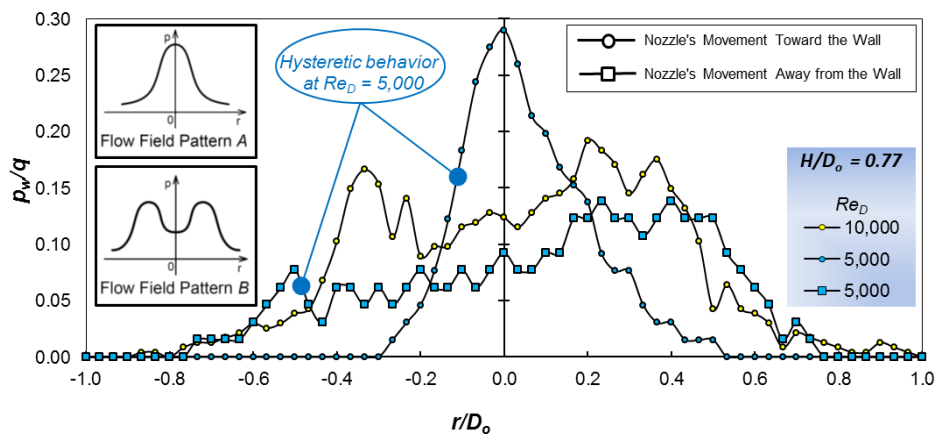 0.30
0.25
0.20
0.15
0.10
0.05
0.00
p_w/q
-1.0
-0.8
-0.6
-0.4
-0.2
0.0
0.2
0.4
0.6
0.8
1.0
r/D_o
p
0
r
Flow Field Pattern A
p
0
r
Flow Field Pattern B
Hysteretic behavior
at Re_D = 5,000
Nozzle's Movement Toward the Wall
Nozzle's Movement Away from the Wall
H/D_o = 0.77
Re_D
10,000
5,000
5,000